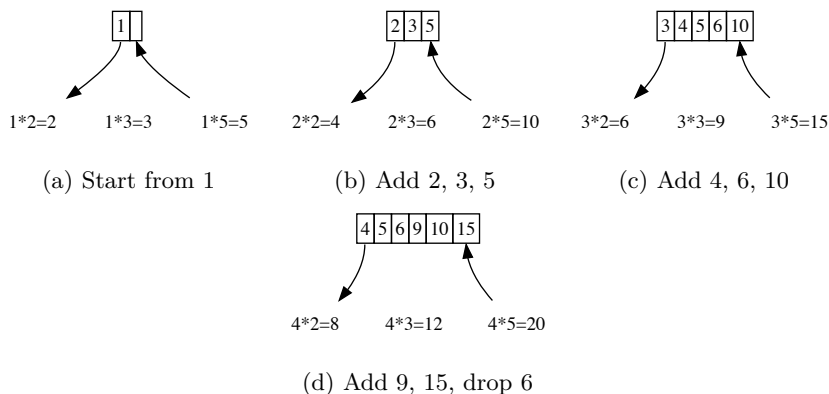 1
2 3 5
3 4 5 6 10
1*2=2 1*3=3 1*5=5
2*2=4 2*3=6 2*5=10
3*2=6 3*3=9 3*5=15
(a) Start from 1
(b) Add 2, 3, 5
(c) Add 4, 6, 10
4 5 6 9 10 15
4*2=8 4*3=12 4*5=20
(d) Add 9, 15, drop 6